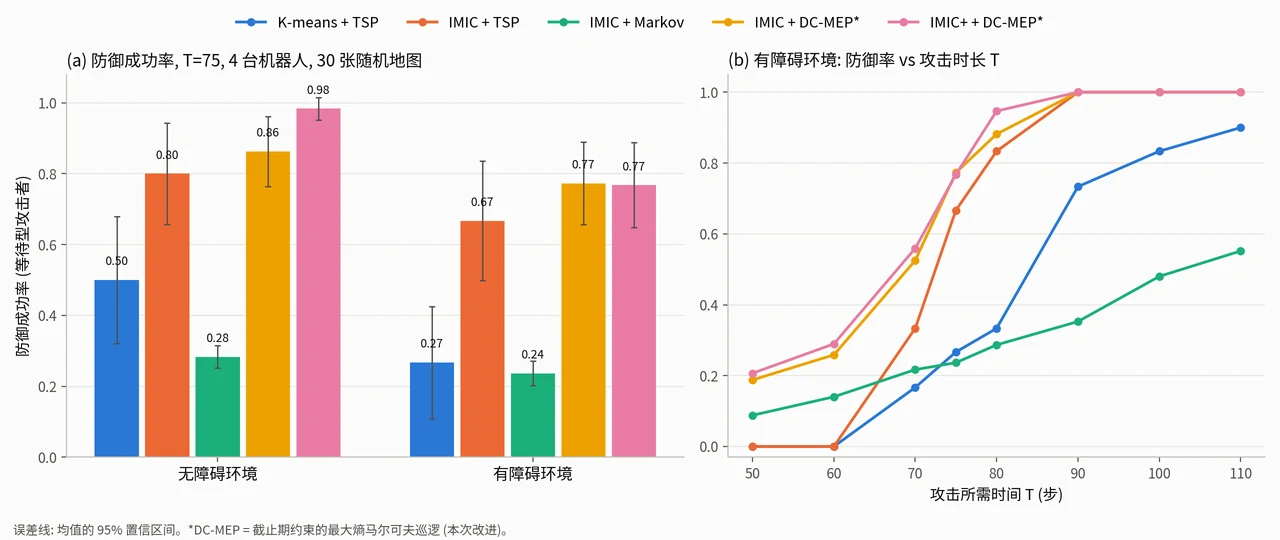 K-means + TSP
IMIC + TSP
IMIC + Markov
IMIC + DC-MEP*
IMIC++ + DC-MEP*
(a) 防御成功率, T=75, 4 台机器人, 30 张随机地图
防御成功率 (等待型攻击者)
1.0
0.8
0.6
0.4
0.2
0.0
0.50
0.80
0.28
0.86
0.98
0.27
0.67
0.24
0.77
0.77
无障碍环境
有障碍环境
(b) 有障碍环境: 防御率 vs 攻击时长 T
1.0
0.8
0.6
0.4
0.2
0.0
50
60
70
80
90
100
110
攻击所需时间 T (步)
误差线: 均值的 95% 置信区间。*DC-MEP = 截止期约束的最大熵马尔可夫巡逻 (本次改进)。